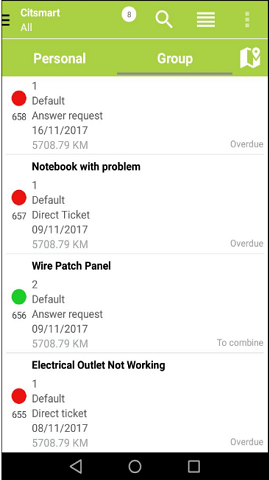 Citsmart
All
8
Personal
Group
1
Default
658 Answer request
16/11/2017
5708.79 KM
Overdue
Notebook with problem
1
Default
657 Direct Ticket
09/11/2017
5708.79 KM
Overdue
Wire Patch Panel
2
Default
656 Answer request
09/11/2017
5708.79 KM
To combine
Electrical Outlet Not Working
1
Default
655 Direct ticket
08/11/2017
5708.79 KM
Overdue